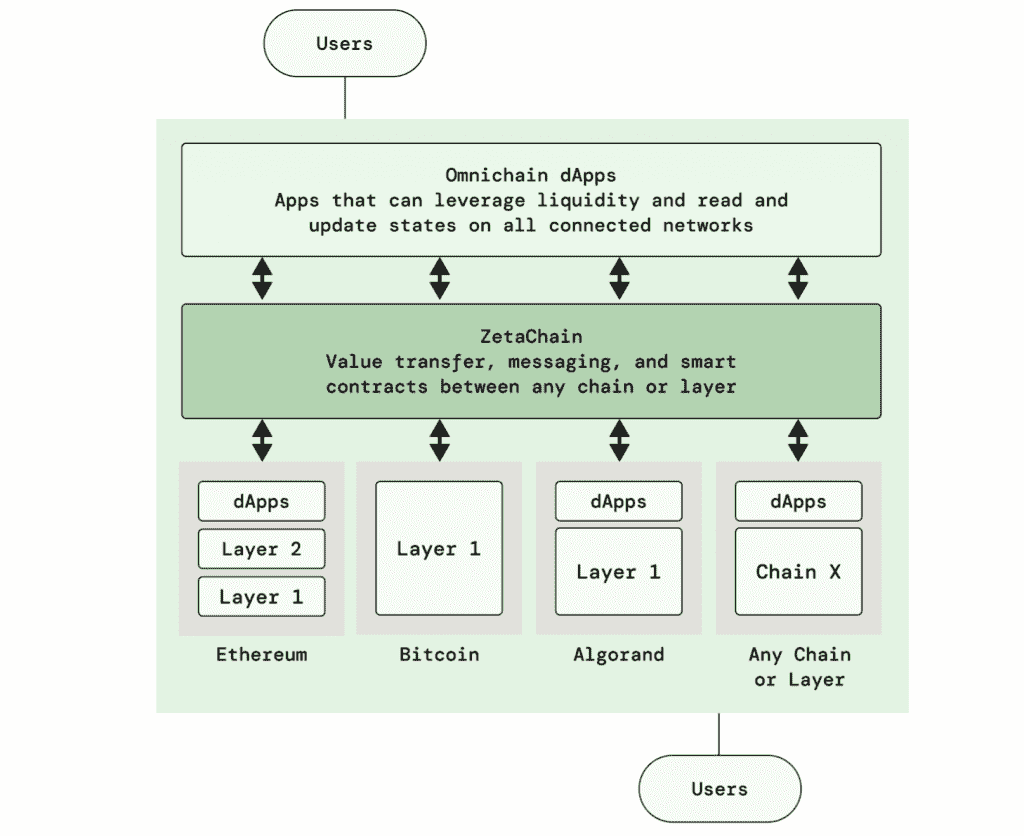 Users
Omnichain dApps
Apps that can leverage liquidity and read and
update states on all connected networks
ZetaChain
Value transfer, messaging, and smart
contracts between any chain or layer
dApps
Layer 2
Layer 1
Ethereum
Layer 1
Bitcoin
dApps
Layer 1
Algorand
dApps
Chain X
Any Chain
or Layer
Users